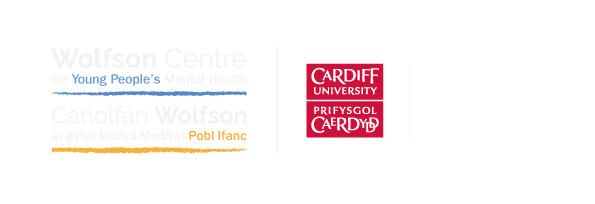 Wolfson Centre
for Young People's Mental Health
Canolfan Wolfson
ar gyfer Iechyd Meddwl Pobl Ifanc
CARDIFF
UNIVERSITY
PRIFYSGOL
CAERDYDD